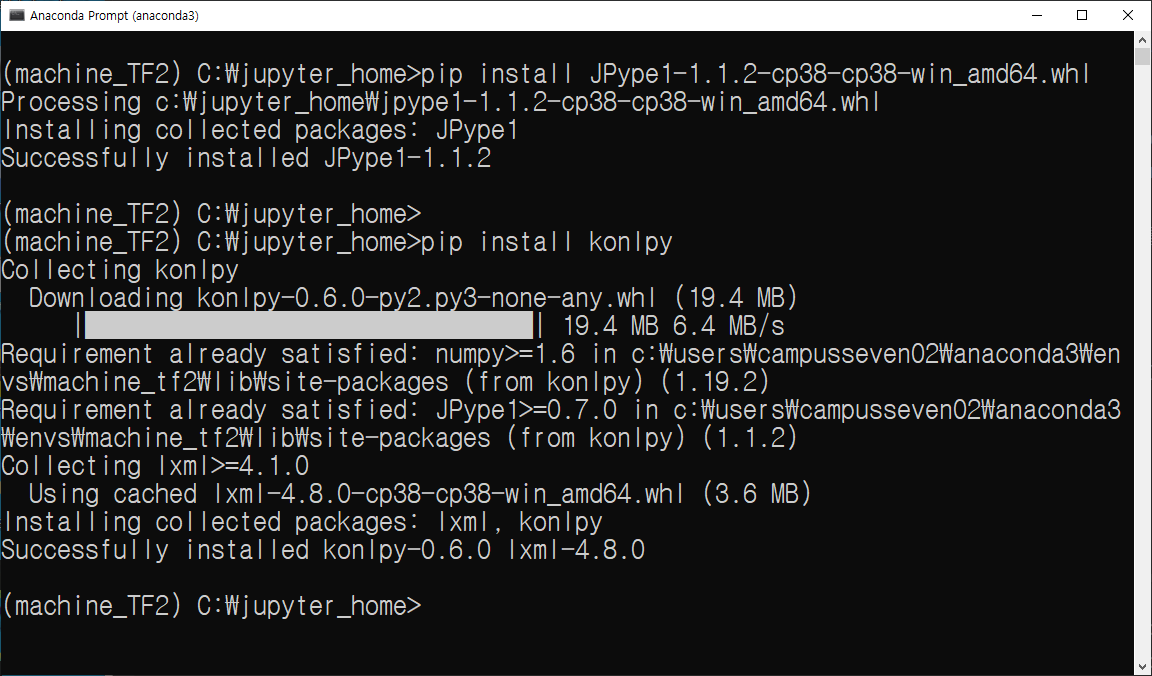 Anaconda Prompt (anaconda3)
(machine_TF2) C:₩jupyter_home>pip install JPype1-1.1.2-cp38-cp38-win_amd64.whl
Processing c:₩jupyter_home₩jpype1-1.1.2-cp38-cp38-win_amd64.whl
Installing collected packages: JPype1
Successfully installed JPype1-1.1.2
(machine_TF2) C:₩jupyter_home>
(machine_TF2) C:₩jupyter_home>pip install konlpy
Collecting konlpy
  Downloading konlpy-0.6.0-py2.py3-none-any.whl (19.4 MB)
|████████████████████████████████| 19.4 MB 6.4 MB/s
Requirement already satisfied: numpy>=1.6 in c:₩users₩campusseven02₩anaconda3₩en
vs₩machine_tf2₩lib₩site-packages (from konlpy) (1.19.2)
Requirement already satisfied: JPype1>=0.7.0 in c:₩users₩campusseven02₩anaconda3
₩envs₩machine_tf2₩lib₩site-packages (from konlpy) (1.1.2)
Collecting lxml>=4.1.0
  Using cached lxml-4.8.0-cp38-cp38-win_amd64.whl (3.6 MB)
Installing collected packages: lxml, konlpy
Successfully installed konlpy-0.6.0 lxml-4.8.0
(machine_TF2) C:₩jupyter_home>